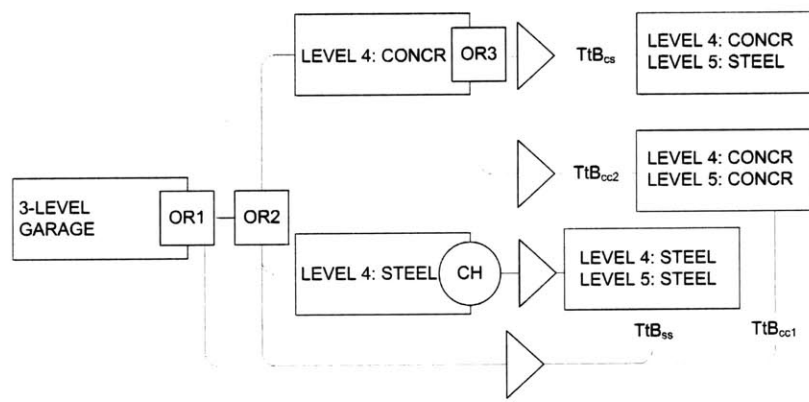 LEVEL 4: CONCR
OR3
TtBcs
LEVEL 4: CONCR
LEVEL 5: STEEL
TtBcc2
LEVEL 4: CONCR
LEVEL 5: CONCR
3-LEVEL
GARAGE
OR1
OR2
LEVEL 4: STEEL
CH
LEVEL 4: STEEL
LEVEL 5: STEEL
TtBss
TtBcc1